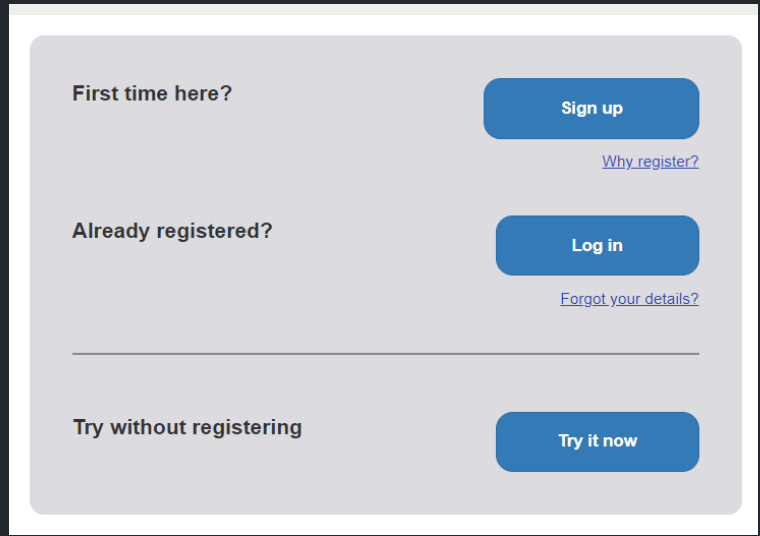 First time here?
Sign up
Why register?
Already registered?
Log in
Forgot your details?
Try without registering
Try it now